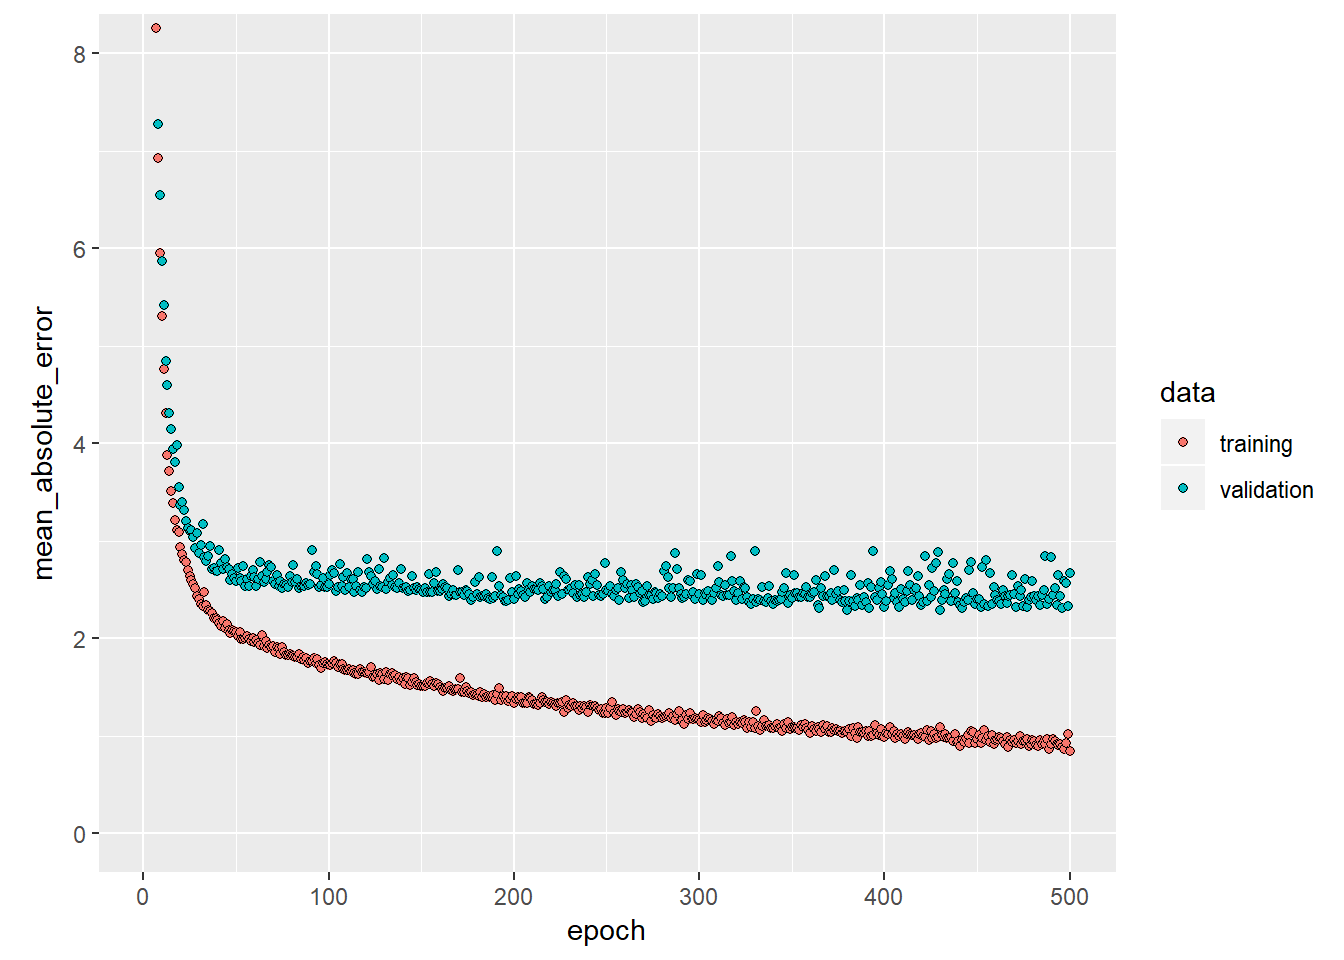 8
6
4
2
0
mean_absolute_error
0 100 200 300 400 500
epoch
data
training
validation